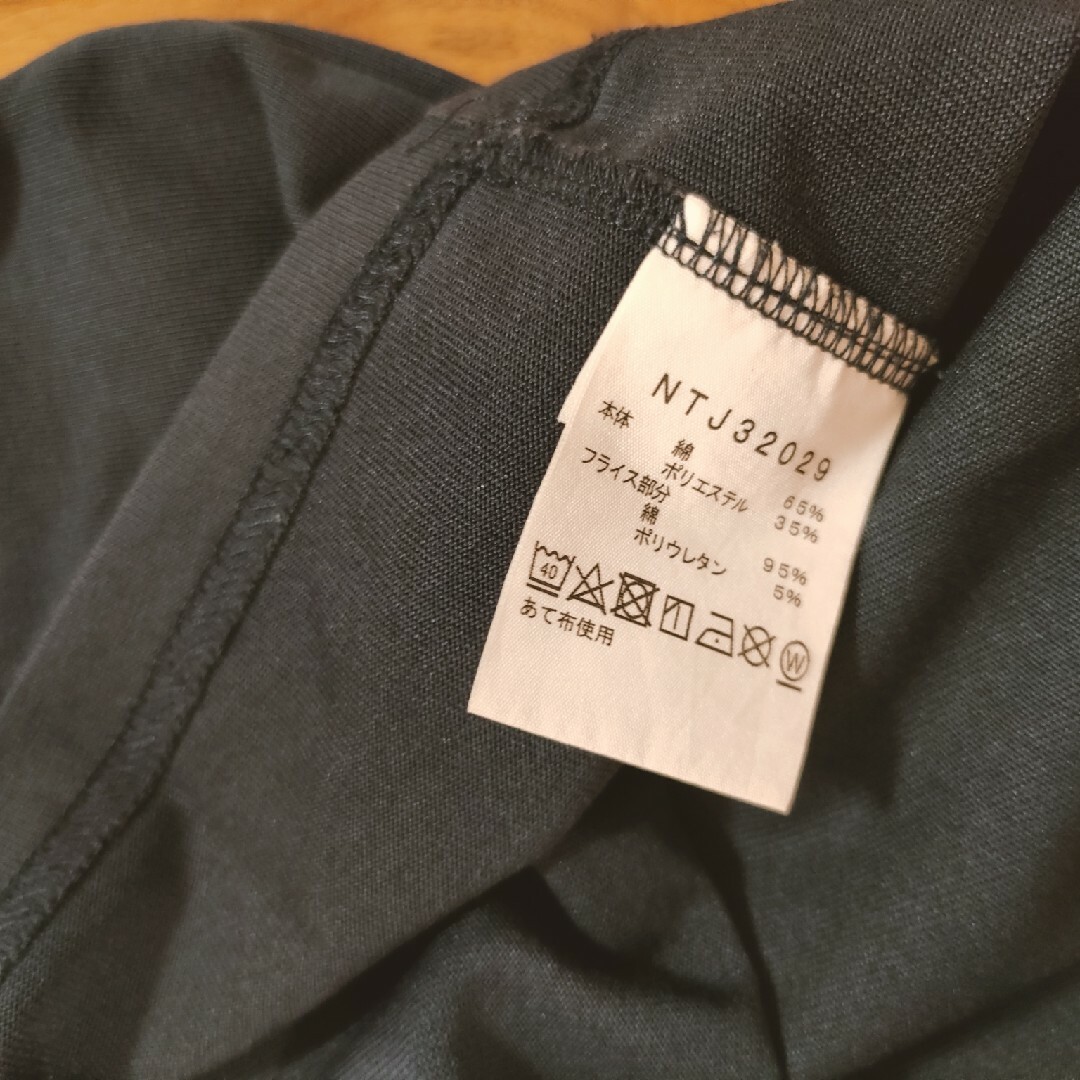 NTJ32029
本体
綿 65%
ポリエステル 35%
フライス部分
綿 95%
ポリウレタン 5%
40
W
あて布使用